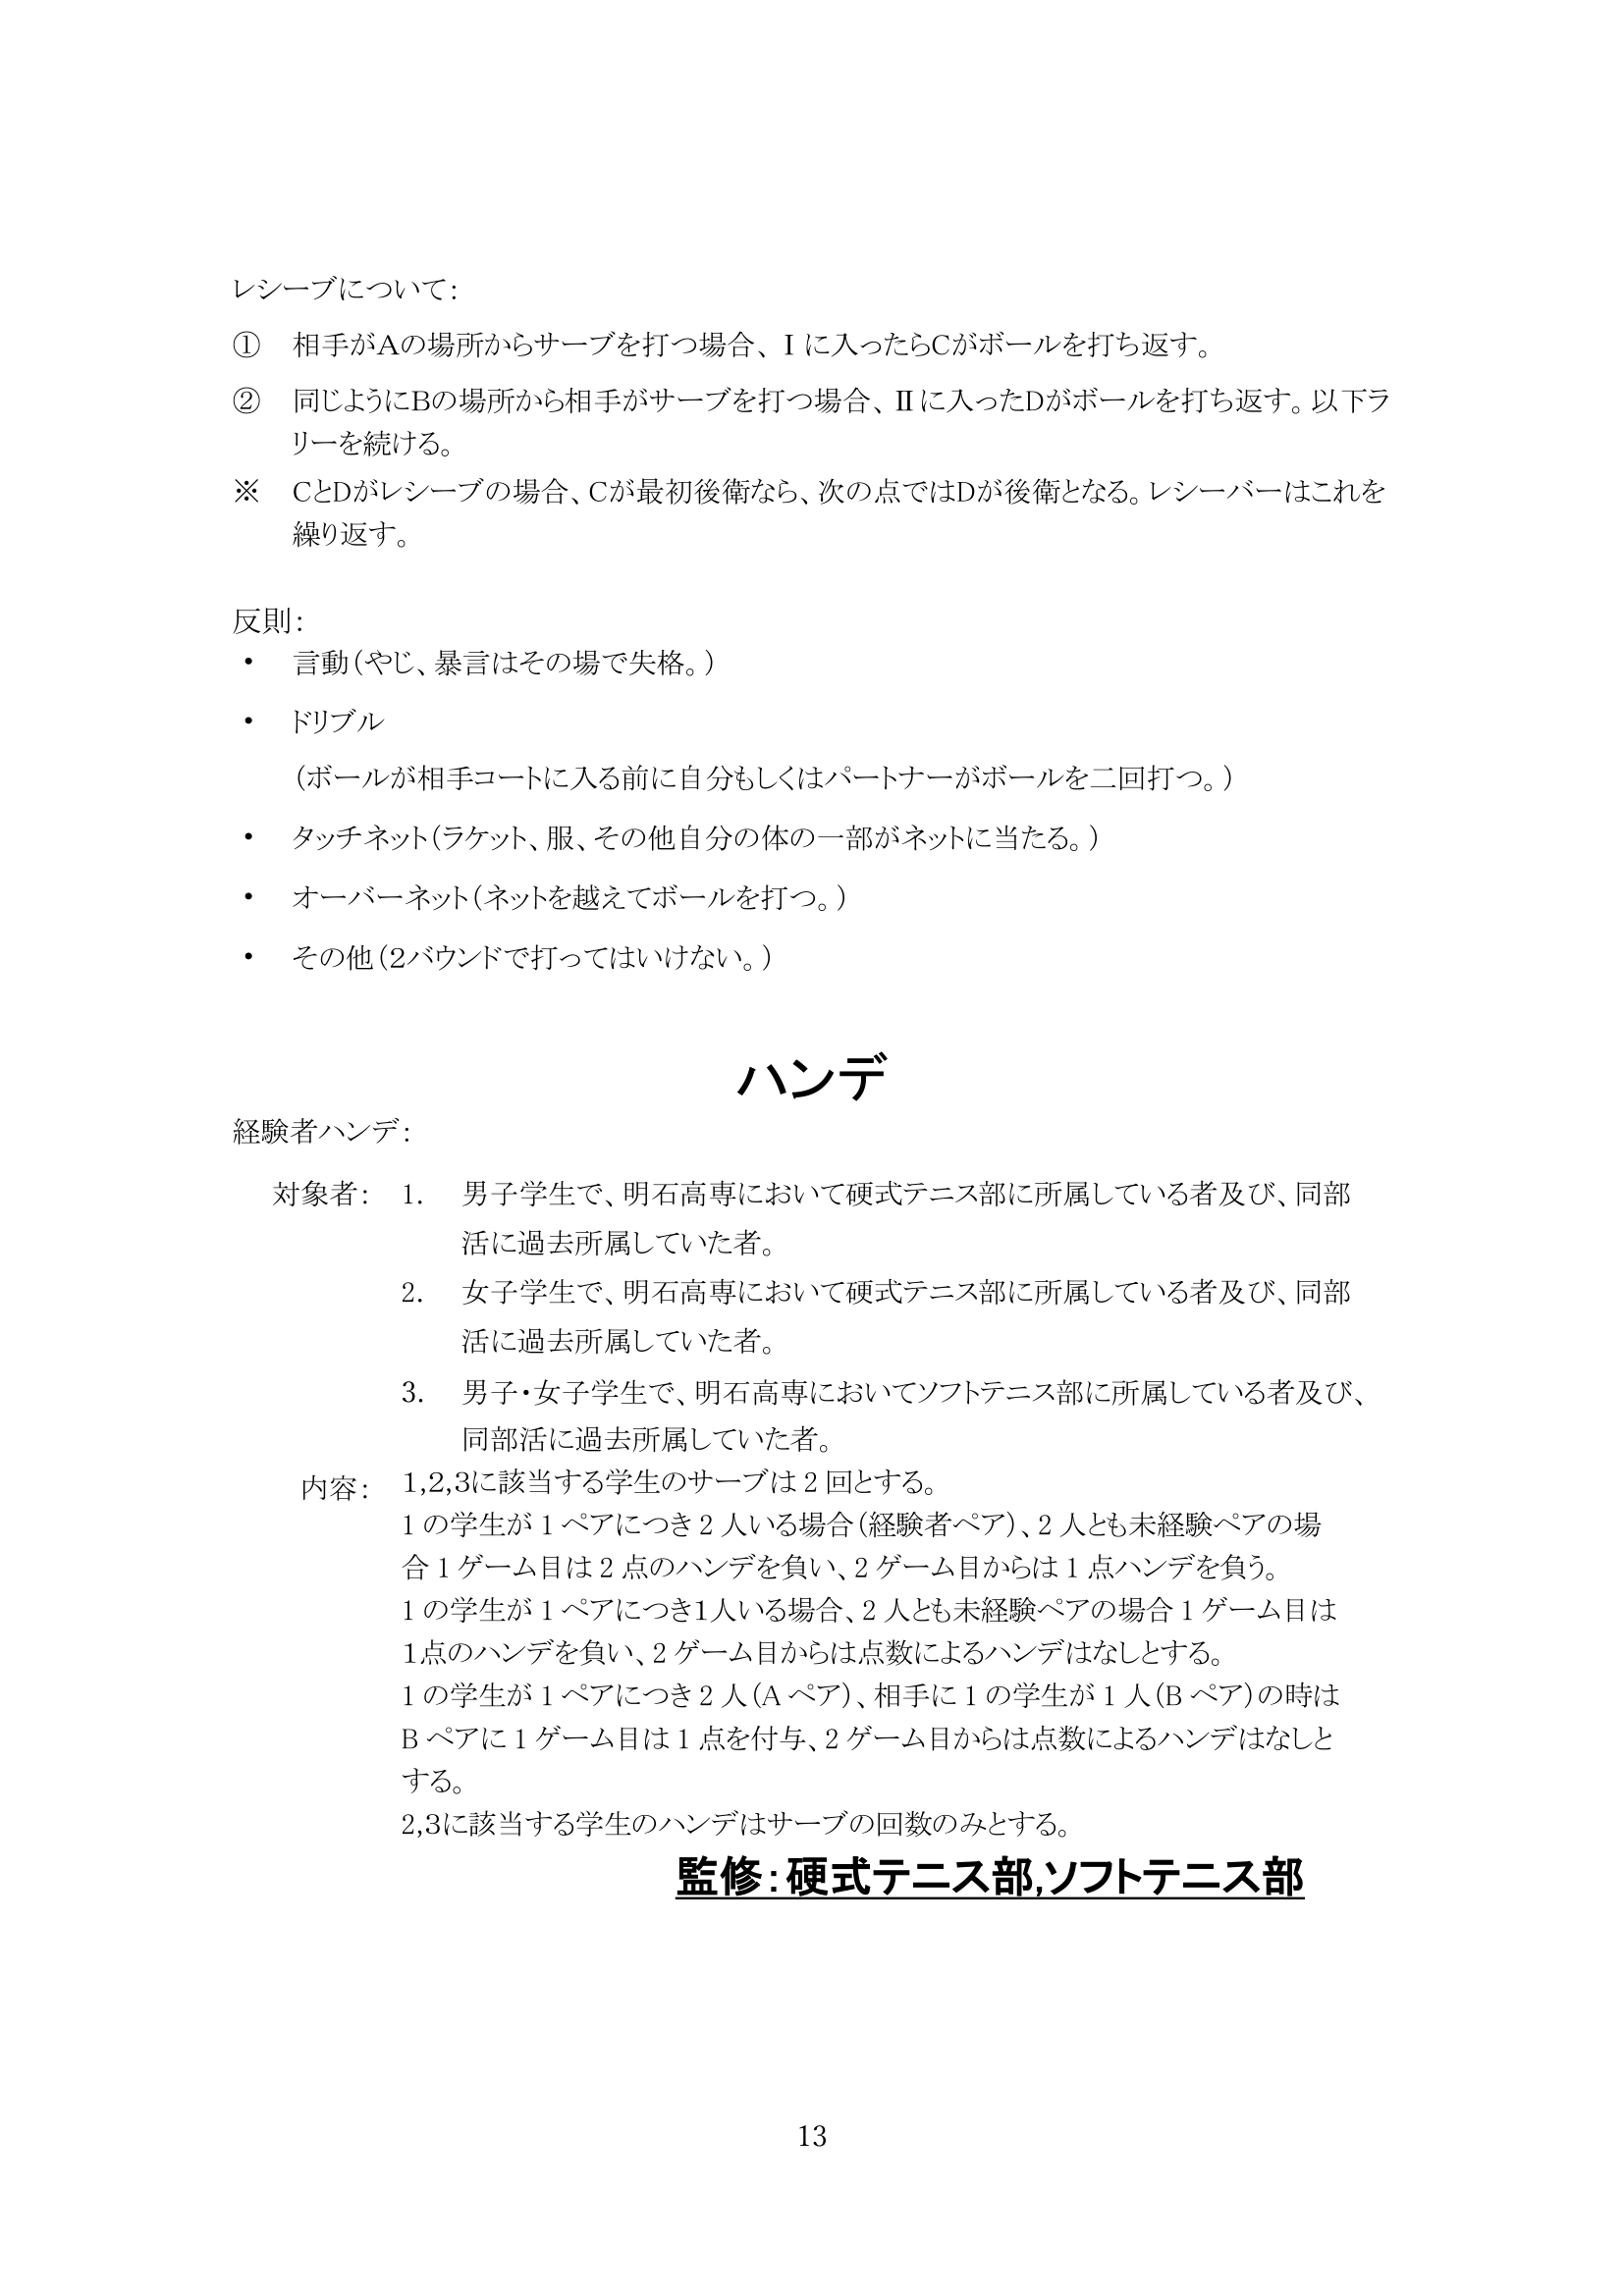 レシーブについて：
① 相手がAの場所からサーブを打つ場合、Ⅰに入ったらCがボールを打ち返す。
② 同じようにBの場所から相手がサーブを打つ場合、Ⅱに入ったDがボールを打ち返す。以下ラ
リーを続ける。
※ CとDがレシーブの場合、Cが最初後衛なら、次の点ではDが後衛となる。レシーバーはこれを
繰り返す。
反則：
・ 言動（やじ、暴言はその場で失格。）
・ ドリブル
（ボールが相手コートに入る前に自分もしくはパートナーがボールを二回打つ。）
・ タッチネット（ラケット、服、その他自分の体の一部がネットに当たる。）
・ オーバーネット（ネットを越えてボールを打つ。）
・ その他（2バウンドで打ってはいけない。）
ハンデ
経験者ハンデ：
対象者： 1. 男子学生で、明石高専において硬式テニス部に所属している者及び、同部
活に過去所属していた者。
2. 女子学生で、明石高専において硬式テニス部に所属している者及び、同部
活に過去所属していた者。
3. 男子・女子学生で、明石高専においてソフトテニス部に所属している者及び、
同部活に過去所属していた者。
内容： 1,2,3に該当する学生のサーブは 2 回とする。
1 の学生が 1 ペアにつき 2 人いる場合（経験者ペア）、2 人とも未経験ペアの場
合 1 ゲーム目は 2 点のハンデを負い、2 ゲーム目からは 1 点ハンデを負う。
1 の学生が 1 ペアにつき1人いる場合、2 人とも未経験ペアの場合 1 ゲーム目は
1点のハンデを負い、2 ゲーム目からは点数によるハンデはなしとする。
1 の学生が 1 ペアにつき 2 人（A ペア）、相手に 1 の学生が 1 人（B ペア）の時は
B ペアに 1 ゲーム目は 1 点を付与、2 ゲーム目からは点数によるハンデはなしと
する。
2,3に該当する学生のハンデはサーブの回数のみとする。
監修：硬式テニス部,ソフトテニス部
13